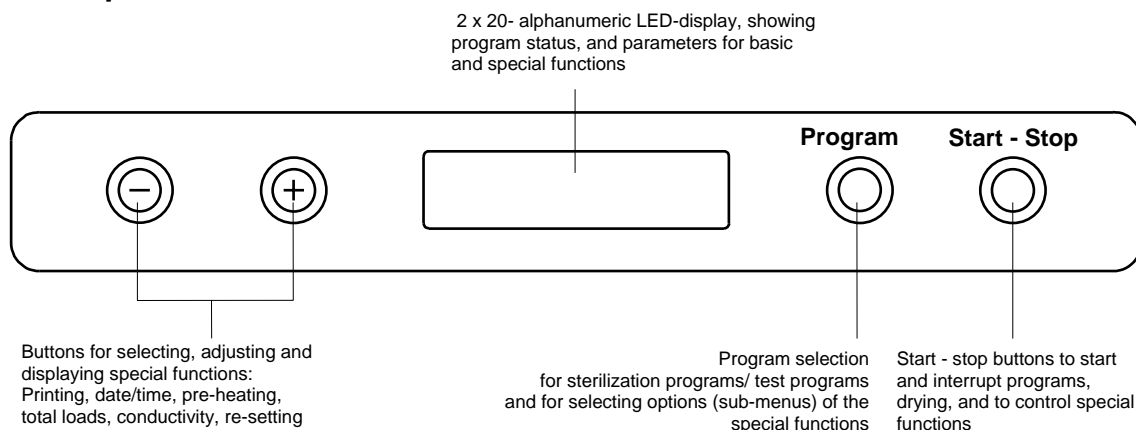 2 x 20- alphanumeric LED-display, showing
program status, and parameters for basic
and special functions
Program
Start - Stop
Buttons for selecting, adjusting and
displaying special functions:
Printing, date/time, pre-heating,
total loads, conductivity, re-setting
Program selection
for sterilization programs/ test programs
and for selecting options (sub-menus) of the
special functions
Start - stop buttons to start
and interrupt programs,
drying, and to control special
functions